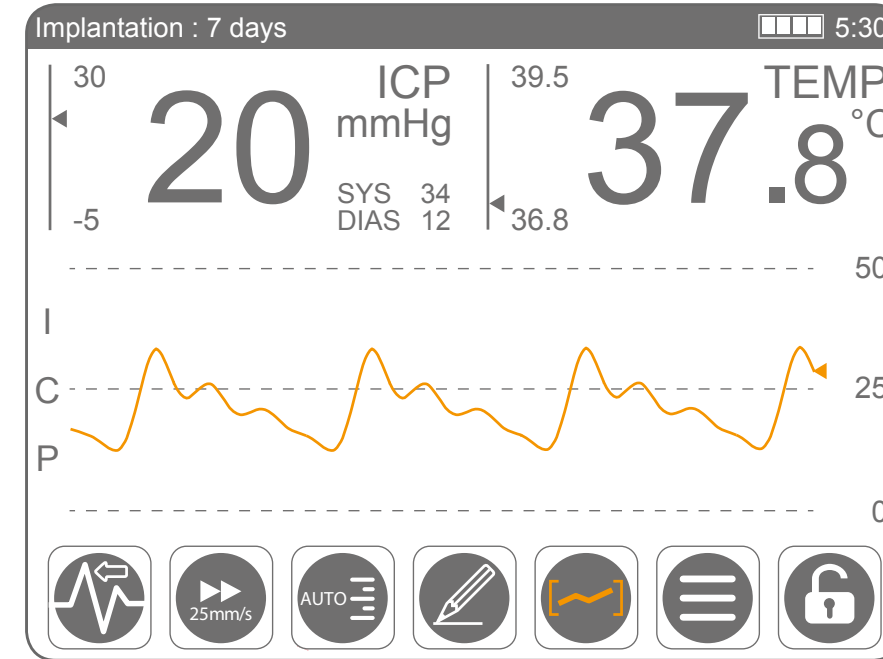 Implantation : 7 days 5:30
30 ICP 39.5 TEMP
20 mmHg 37.8 °C
SYS 34
DIAS 12
-5 36.8
50
I
C 25
P
0
25mm/s
AUTO